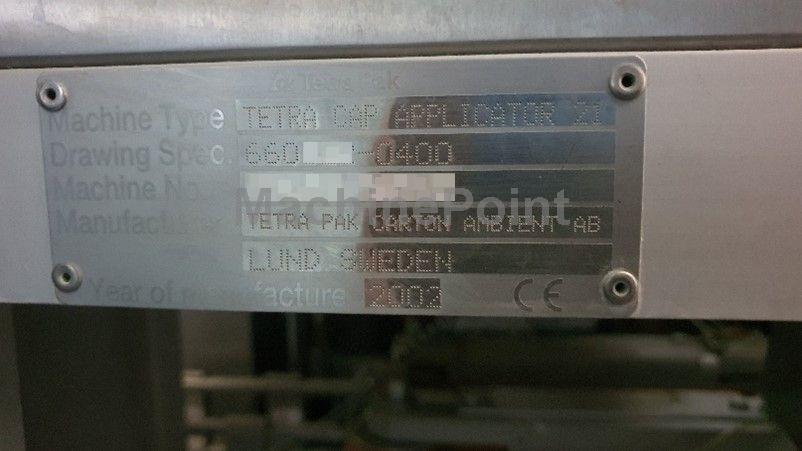 Tetra Pak
Machine Type TETRA CAP APPLICATOR 21
Drawing Spec. 660 -0400
Machine No.
MachinePoint
Manufacturer TETRA PAK CARTON AMBIENT AB
LUND SWEDEN
Year of manufacture 2002 CE